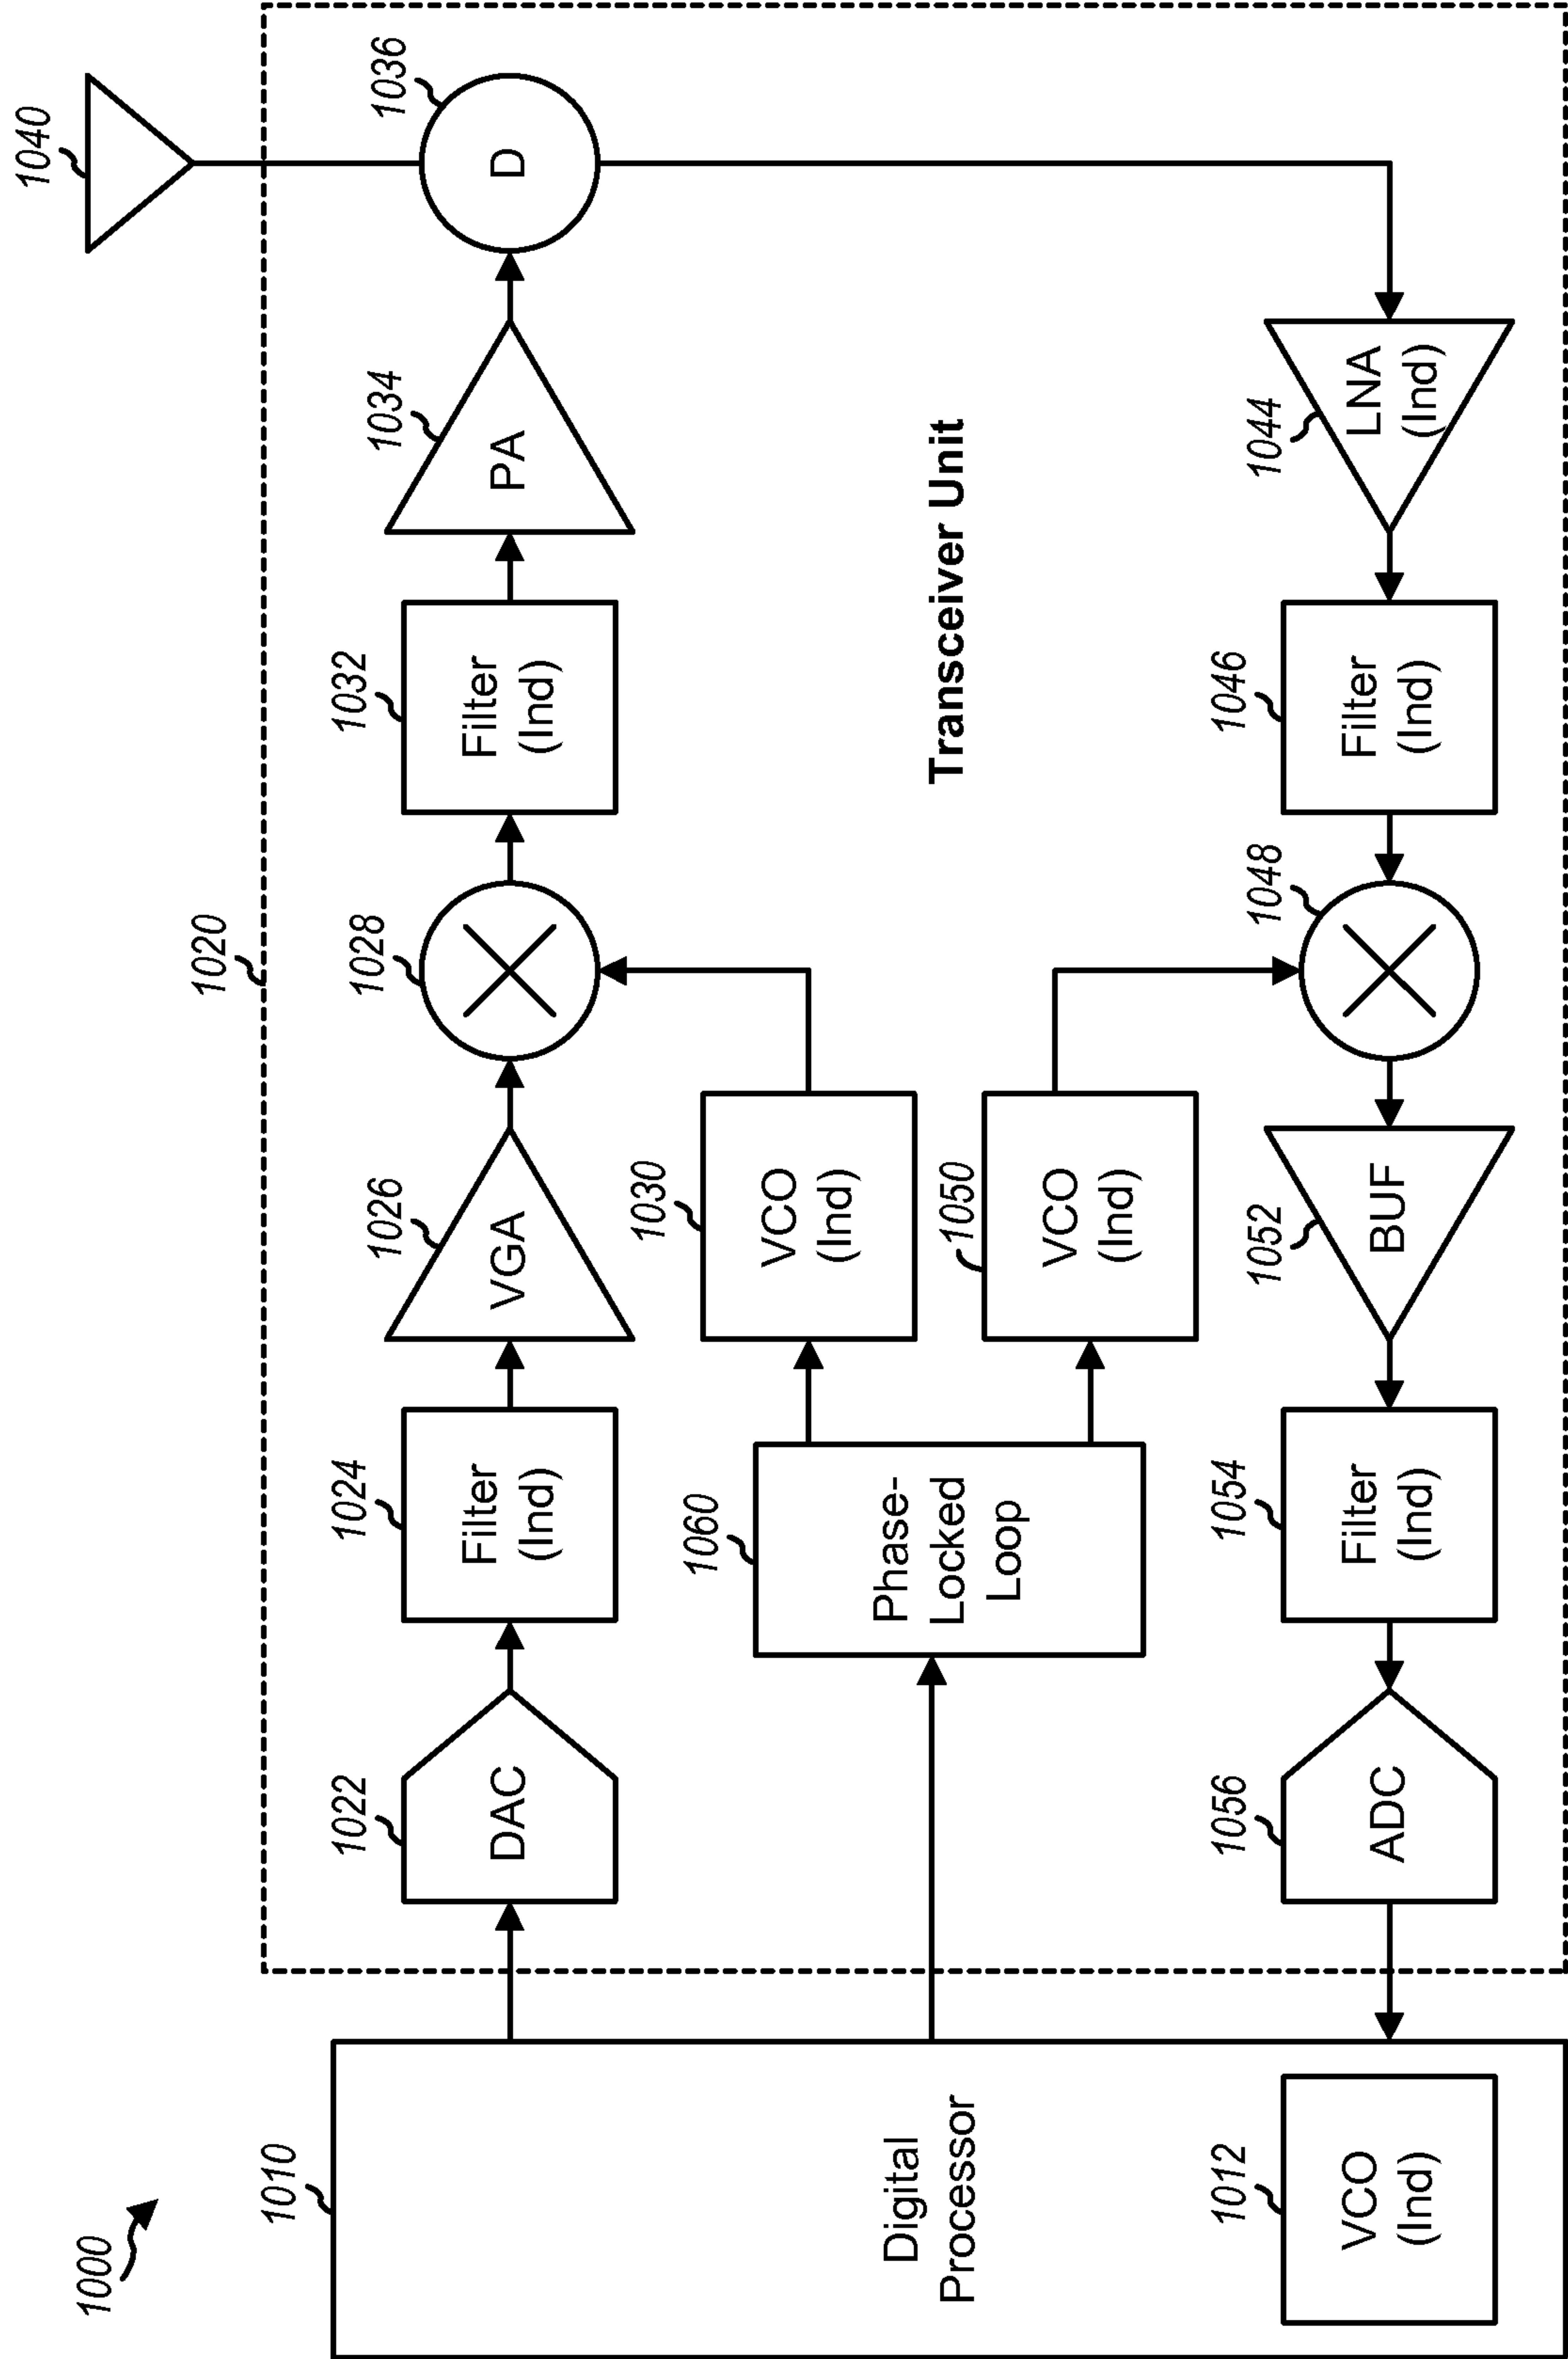 1000
1010
Digital
Processor
1012
VCO
(Ind)
1020
1022
DAC
1024
Filter
(Ind)
1026
VGA
1028
1032
Filter
(Ind)
1034
PA
1036
D
1040
1030
VCO
(Ind)
1060
Phase-
Locked
Loop
1050
VCO
(Ind)
Transceiver Unit
1056
ADC
1054
Filter
(Ind)
1052
BUF
1048
1046
Filter
(Ind)
1044
LNA
(Ind)